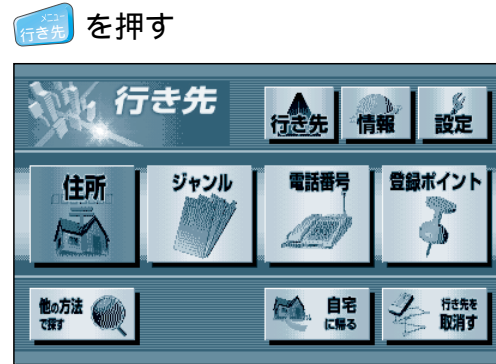 メニュー
行き先 を押す
行き先
行き先 情報 設定
住所 ジャンル 電話番号 登録ポイント
他の方法
で探す
自宅
に帰る
行き先を
取消す